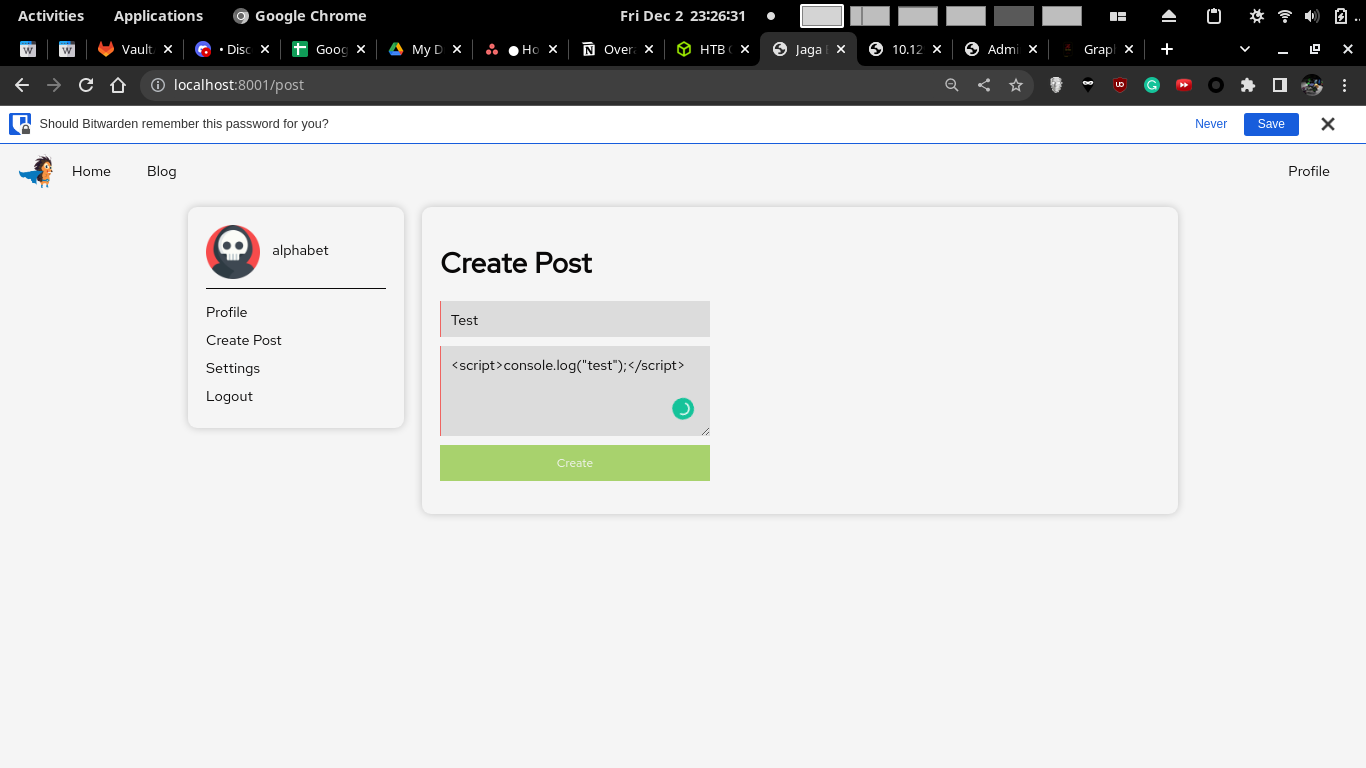 Activities Applications Google Chrome Fri Dec 2 23:26:31
Vault Disc Goog My D Ho Over HTB Jaga 10.12 Admi Grap
localhost:8001/post
Should Bitwarden remember this password for you? Never Save
Home Blog Profile
alphabet
Profile
Create Post
Settings
Logout
Create Post
Test
<script>console.log("test");</script>
Create